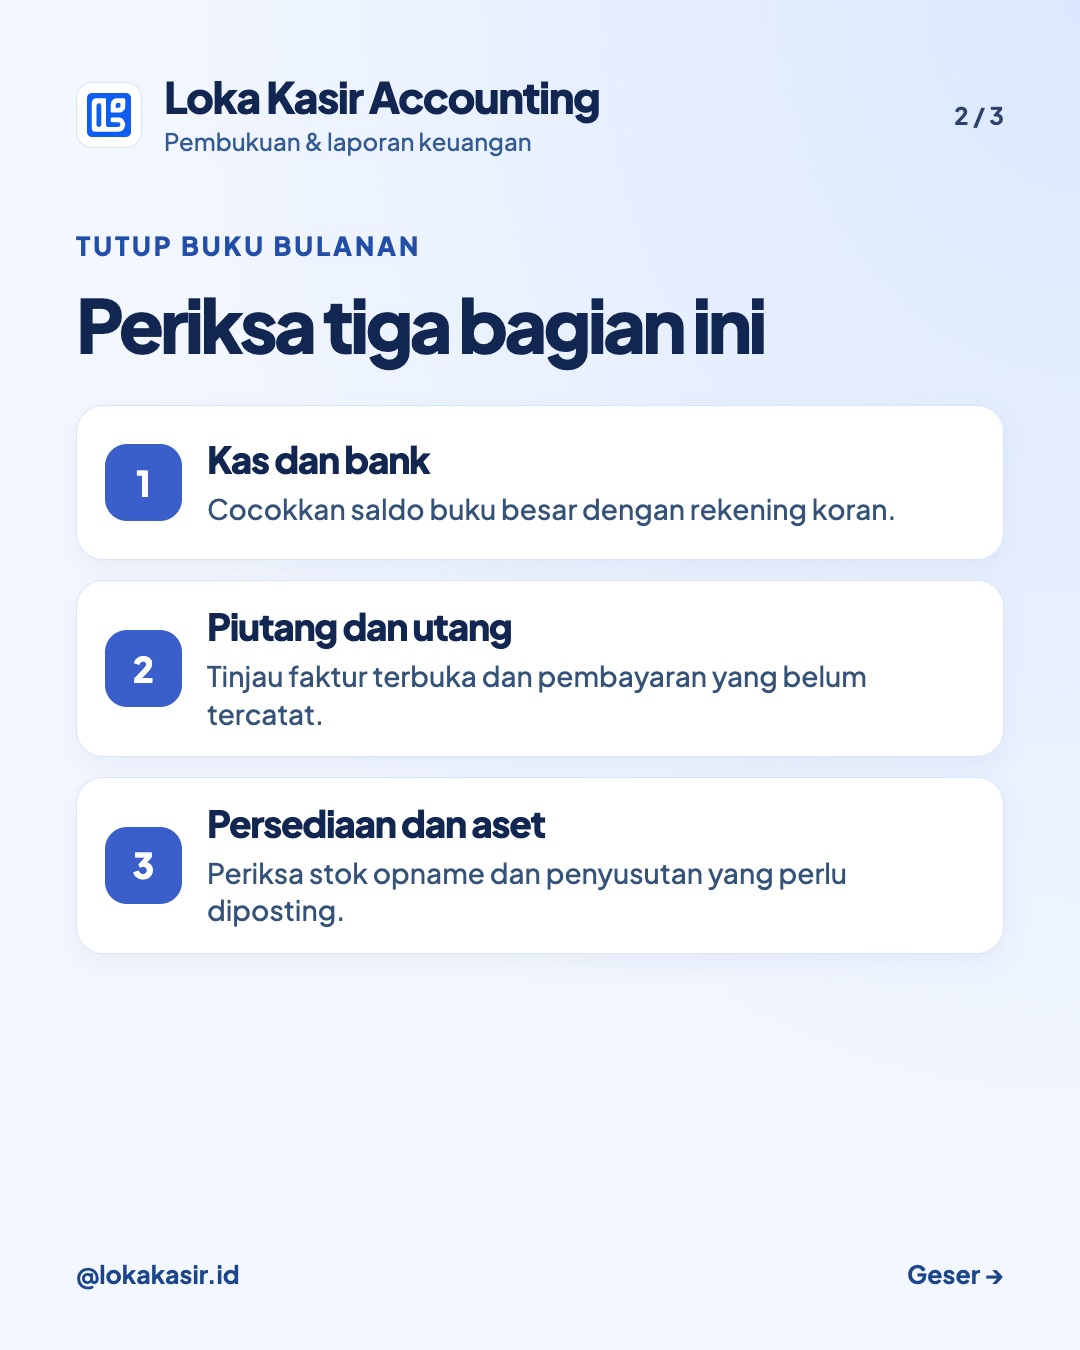 Loka Kasir Accounting
Pembukuan & laporan keuangan
2 / 3
TUTUP BUKU BULANAN
Periksa tiga bagian ini
1
Kas dan bank
Cocokkan saldo buku besar dengan rekening koran.
2
Piutang dan utang
Tinjau faktur terbuka dan pembayaran yang belum
tercatat.
3
Persediaan dan aset
Periksa stok opname dan penyusutan yang perlu
diposting.
@lokakasir.id
Geser →